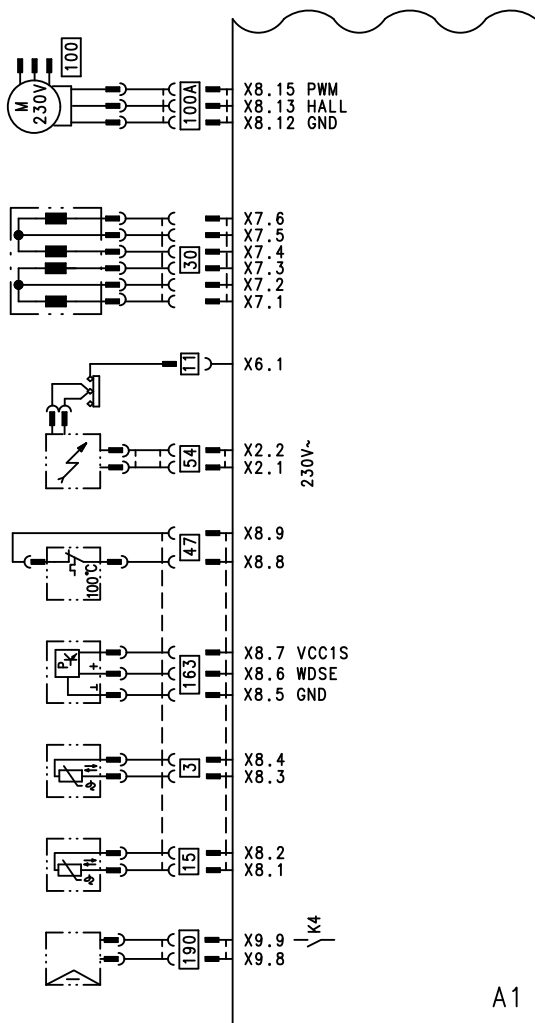 M
230V
100
100A
X8.15 PWM
X8.13 HALL
X8.12 GND
30
X7.6
X7.5
X7.4
X7.3
X7.2
X7.1
11
X6.1
54
X2.2
X2.1
230V~
100°C
47
X8.9
X8.8
P
+
⊥
163
X8.7 VCC1S
X8.6 WDSE
X8.5 GND
3
X8.4
X8.3
15
X8.2
X8.1
190
X9.9
X9.8
K4
A1